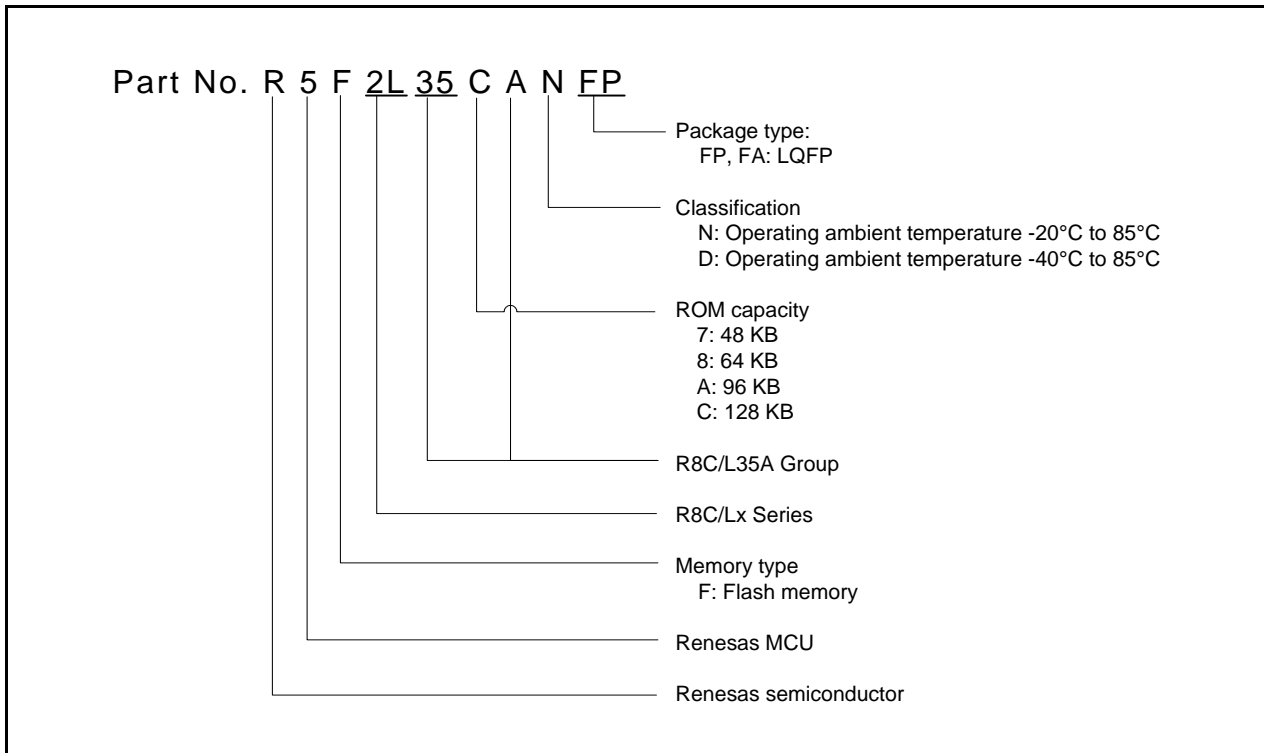 Part No. R 5 F 2L 35 C A N FP
Package type:
FP, FA: LQFP
Classification
N: Operating ambient temperature -20°C to 85°C
D: Operating ambient temperature -40°C to 85°C
ROM capacity
7: 48 KB
8: 64 KB
A: 96 KB
C: 128 KB
R8C/L35A Group
R8C/Lx Series
Memory type
F: Flash memory
Renesas MCU
Renesas semiconductor